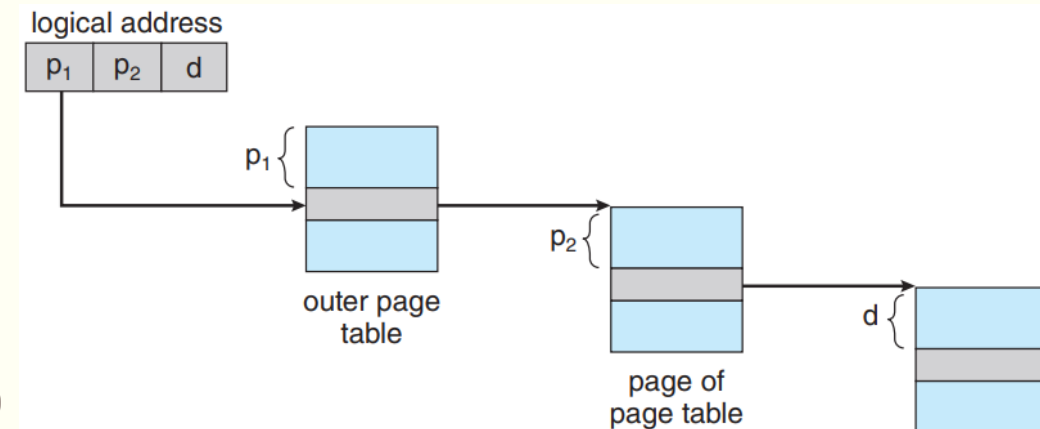 logical address
p₁ p₂ d
p₁
outer page
table
p₂
page of
page table
d
)